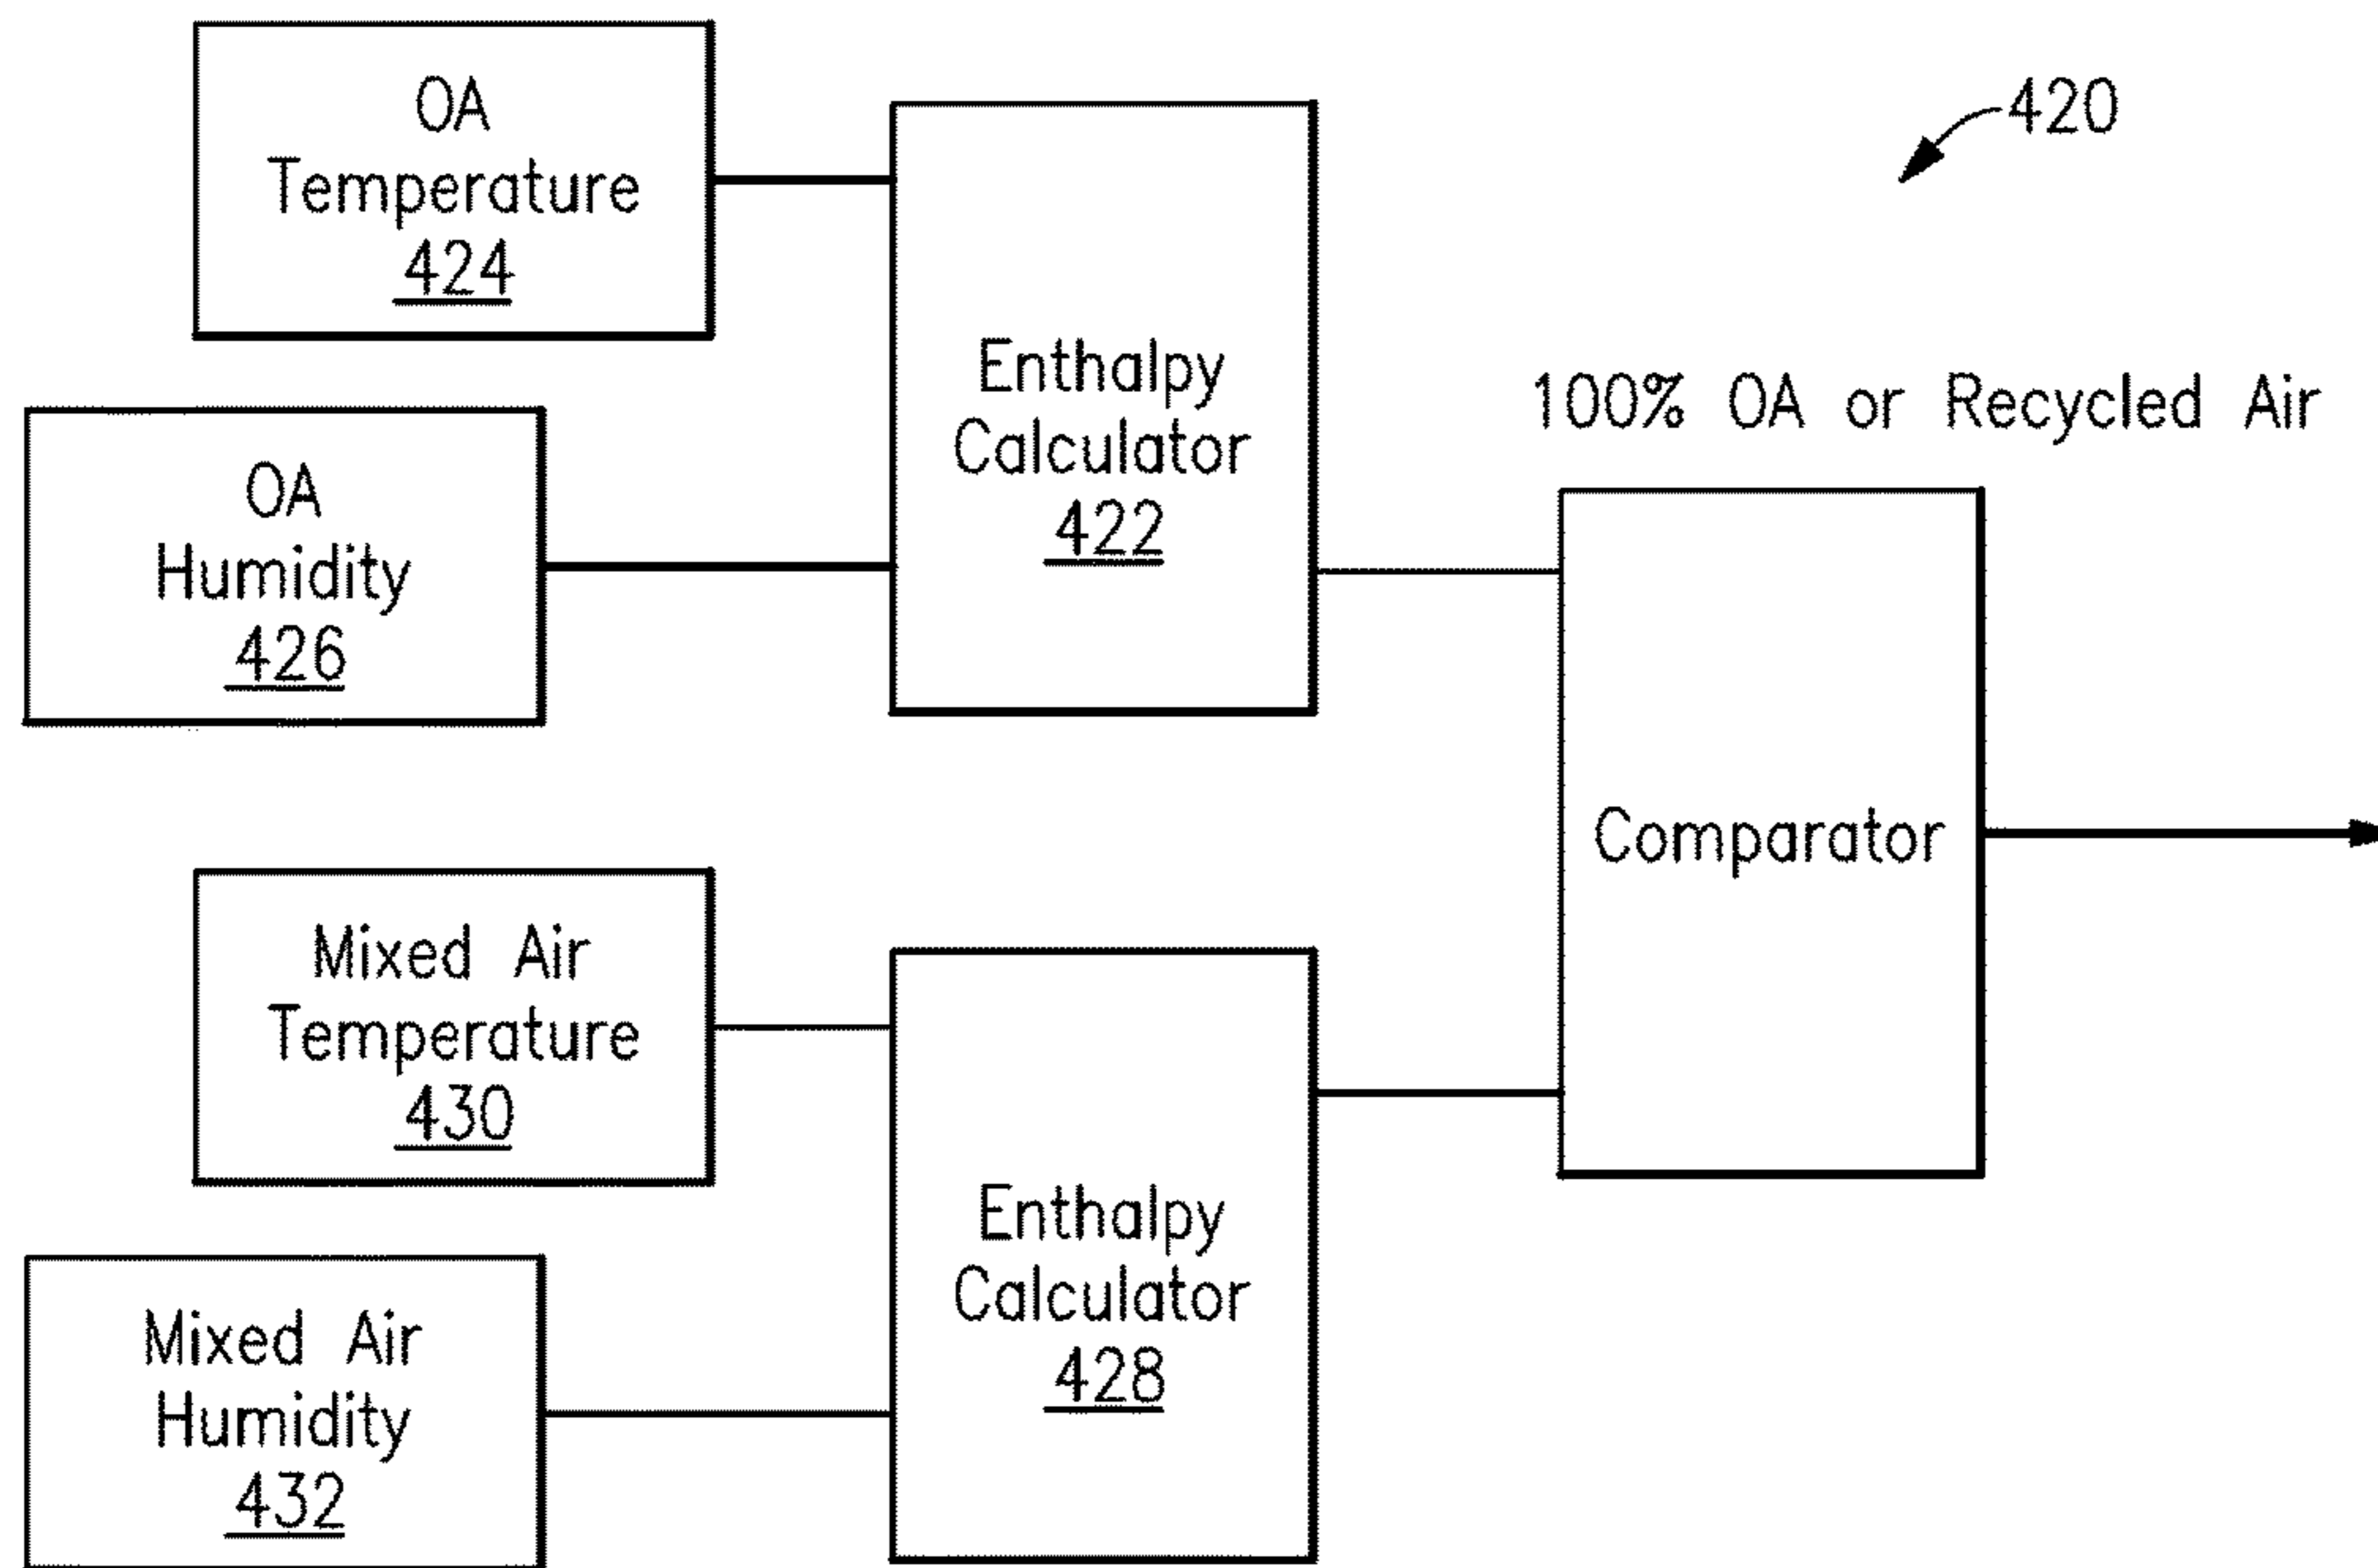 OA
Temperature
424
OA
Humidity
426
Enthalpy
Calculator
422
420
100% OA or Recycled Air
Comparator
Mixed Air
Temperature
430
Mixed Air
Humidity
432
Enthalpy
Calculator
428